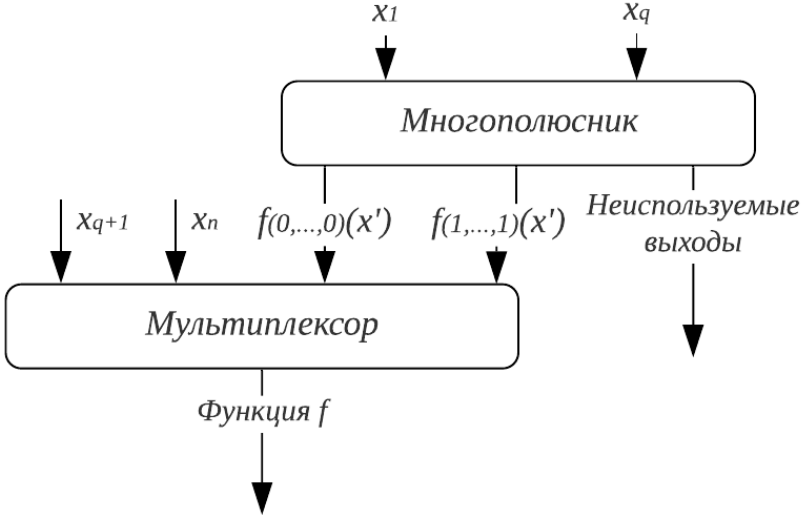 x1
xq
Многополюсник
xq+1
xn
f(0,...,0)(x')
f(1,...,1)(x')
Неиспользуемые
выходы
Мультиплексор
Функция f